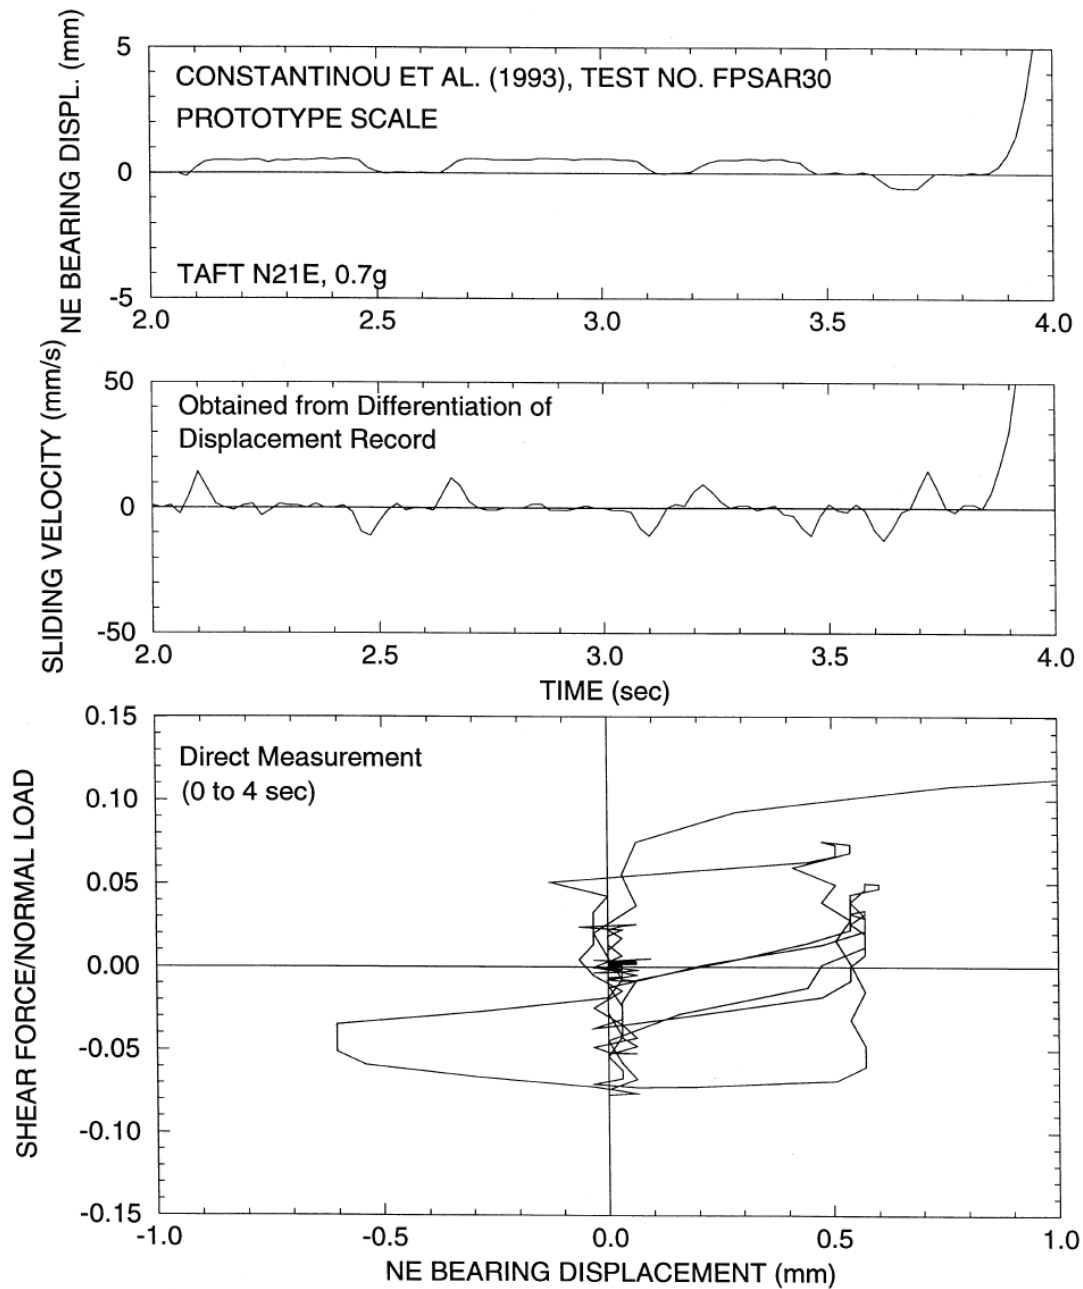 NE BEARING DISPL. (mm)
5
0
-5
CONSTANTINOU ET AL. (1993), TEST NO. FPSAR30
PROTOTYPE SCALE
TAFT N21E, 0.7g
2.0 2.5 3.0 3.5 4.0
SLIDING VELOCITY (mm/s)
50
0
-50
Obtained from Differentiation of
Displacement Record
2.0 2.5 3.0 3.5 4.0
TIME (sec)
SHEAR FORCE/NORMAL LOAD
0.15
0.10
0.05
0.00
-0.05
-0.10
-0.15
Direct Measurement
(0 to 4 sec)
-1.0 -0.5 0.0 0.5 1.0
NE BEARING DISPLACEMENT (mm)